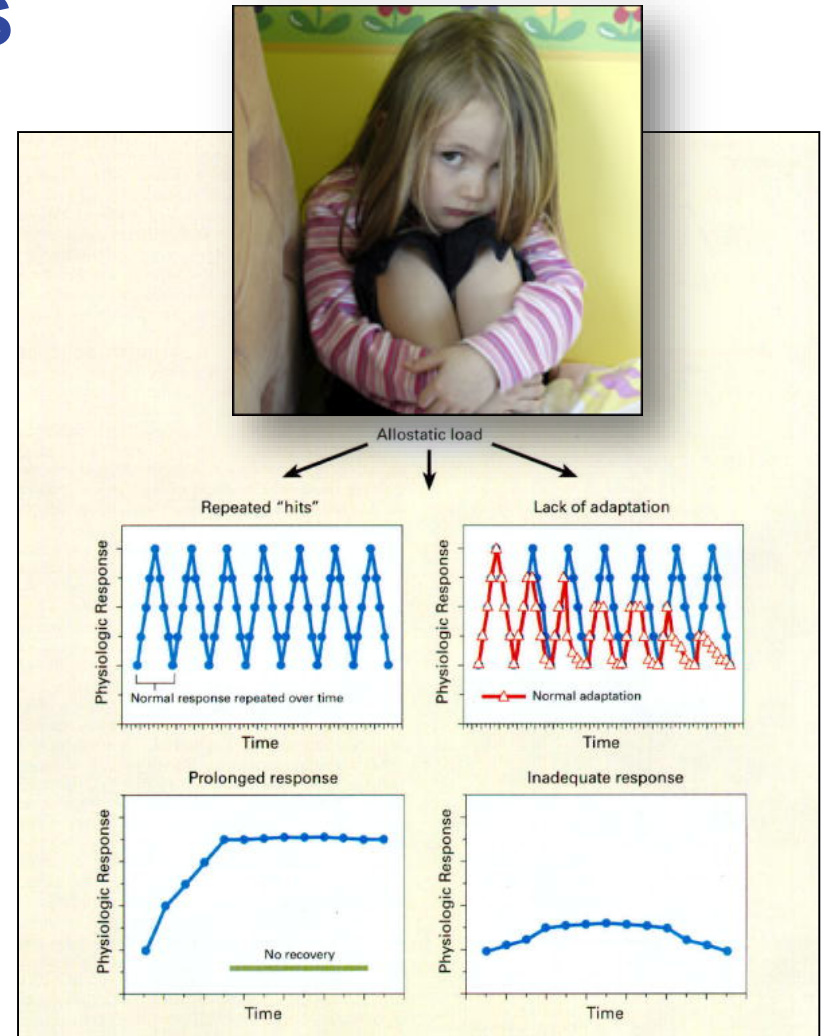 s
Allostatic load
Repeated "hits"
Physiologic Response
Normal response repeated over time
Time
Lack of adaptation
Physiologic Response
Normal adaptation
Time
Prolonged response
Physiologic Response
No recovery
Time
Inadequate response
Physiologic Response
Time